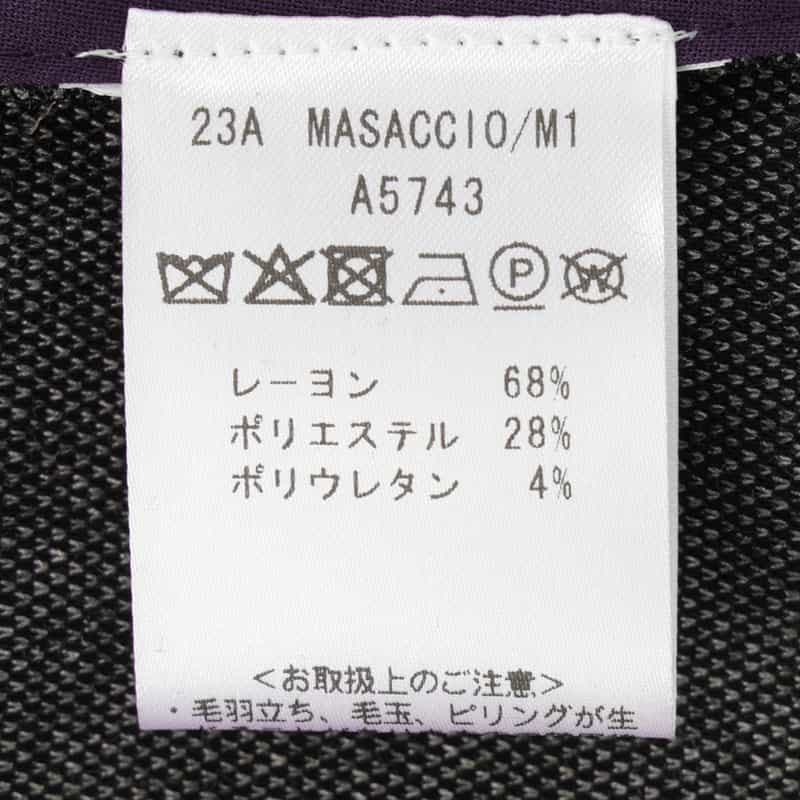 23A MASACCIO/M1
A5743
P W
レーヨン 68%
ポリエステル 28%
ポリウレタン 4%
<お取扱上のご注意>
・毛羽立ち、毛玉、ピリングが生